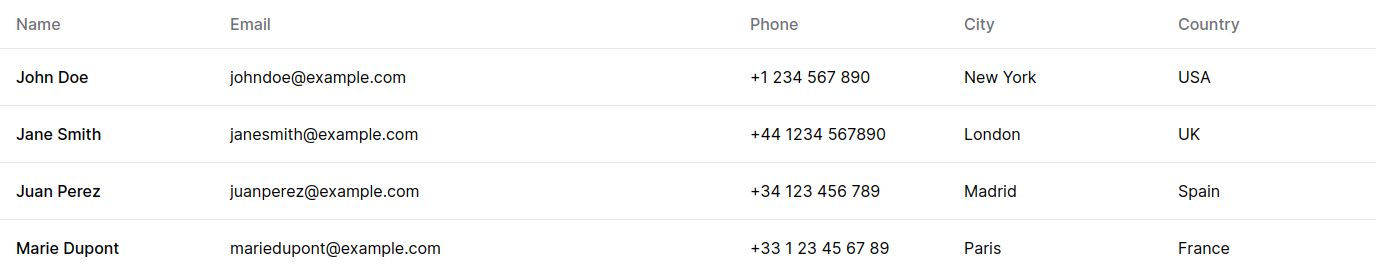 Name Email Phone City Country
John Doe johndoe@example.com +1 234 567 890 New York USA
Jane Smith janesmith@example.com +44 1234 567890 London UK
Juan Perez juanperez@example.com +34 123 456 789 Madrid Spain
Marie Dupont mariedupont@example.com +33 1 23 45 67 89 Paris France